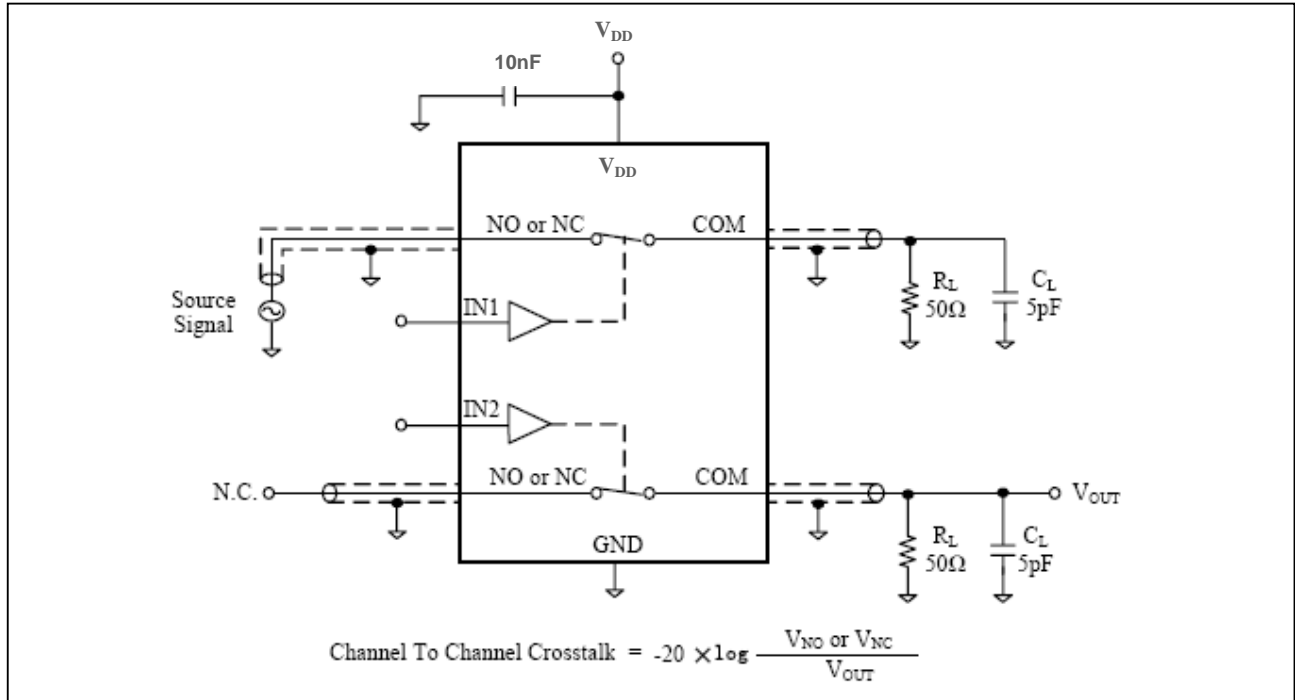 VDD
10nF
VDD
NO or NC
COM
Source
Signal
IN1
RL
50Ω
CL
5pF
IN2
NO or NC
COM
N.C.
VOUT
GND
RL
50Ω
CL
5pF
Channel To Channel Crosstalk = -20 ×log VNO or VNC / VOUT